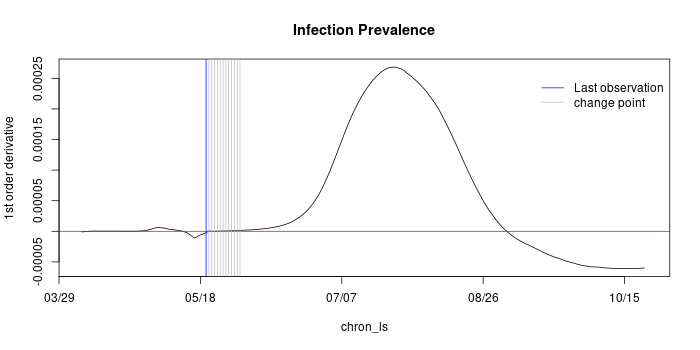 Infection Prevalence
1st order derivative
0.00025
0.00015
0.00005
-0.00005
Last observation
change point
03/29 05/18 07/07 08/26 10/15
chron_ls